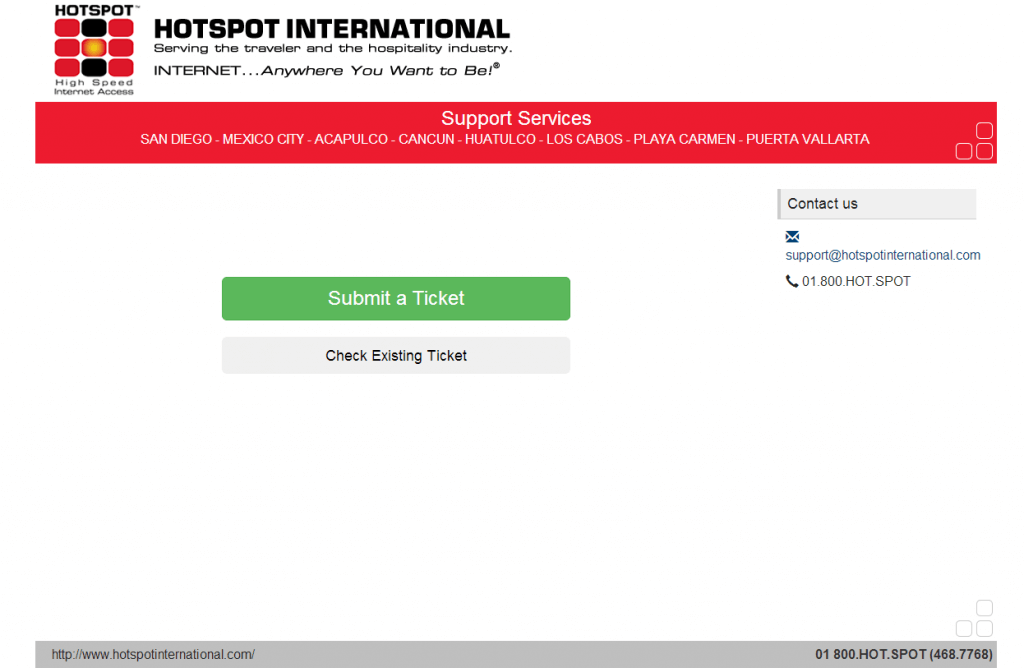 HOTSPOT™
High Speed
Internet Access
HOTSPOT INTERNATIONAL
Serving the traveler and the hospitality industry.
INTERNET...Anywhere You Want to Be!®
Support Services
SAN DIEGO - MEXICO CITY - ACAPULCO - CANCUN - HUATULCO - LOS CABOS - PLAYA CARMEN - PUERTA VALLARTA
Contact us
support@hotspotinternational.com
01.800.HOT.SPOT
Submit a Ticket
Check Existing Ticket
http://www.hotspotinternational.com/
01 800.HOT.SPOT (468.7768)